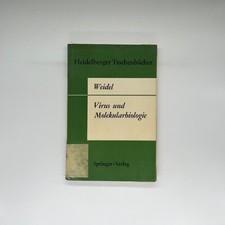 Heidelberger Taschenbücher
Weidel
Virus und
Molekularbiologie
Springer-Verlag